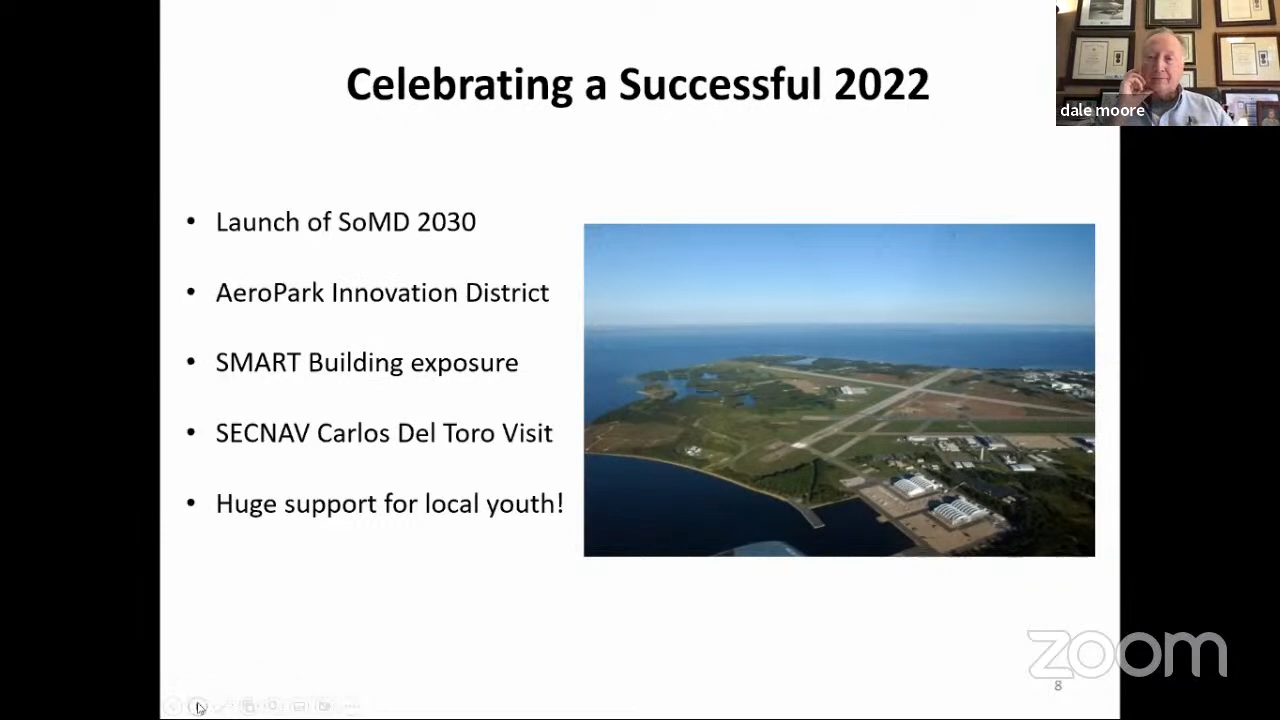 Celebrating a Successful 2022
dale moore
• Launch of SoMD 2030
• AeroPark Innovation District
• SMART Building exposure
• SECNAV Carlos Del Toro Visit
• Huge support for local youth!
zoom
8